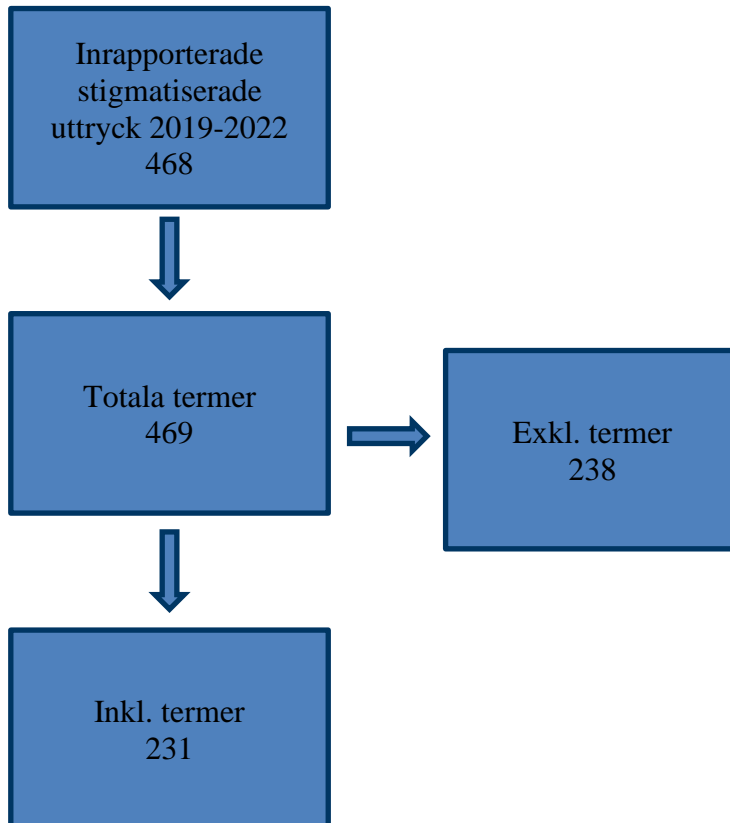 Inrapporterade
stigmatiserade
uttryck 2019-2022
468
Totala termer
469
Exkl. termer
238
Inkl. termer
231